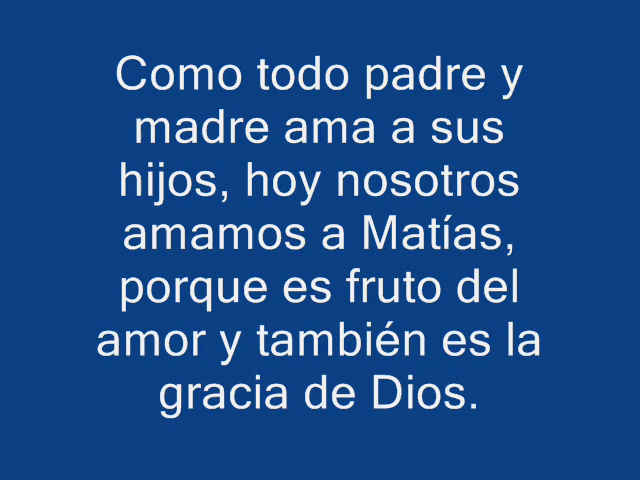 Como todo padre y
madre ama a sus
hijos, hoy nosotros
amamos a Matías,
porque es fruto del
amor y también es la
gracia de Dios.